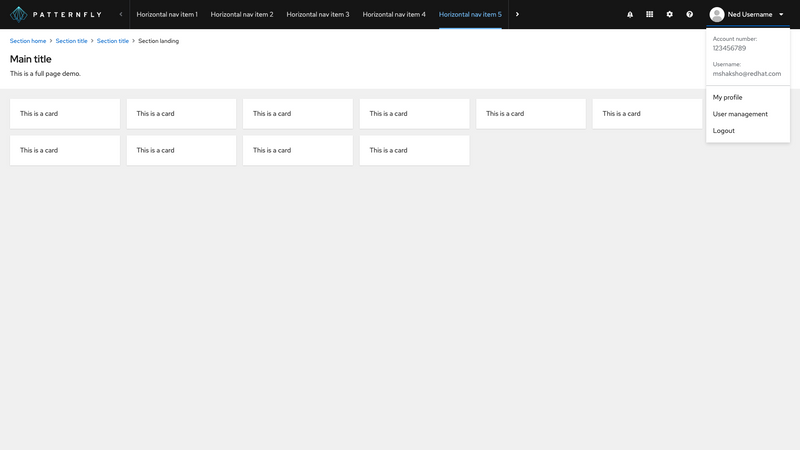 PATTERNFLY
Horizontal nav item 1
Horizontal nav item 2
Horizontal nav item 3
Horizontal nav item 4
Horizontal nav item 5
Ned Username
Section home > Section title > Section title > Section landing
Main title
This is a full page demo.
Account number:
123456789
Username:
mshaksho@redhat.com
My profile
User management
Logout
This is a card
This is a card
This is a card
This is a card
This is a card
This is a card
This is a card
This is a card
This is a card
This is a card